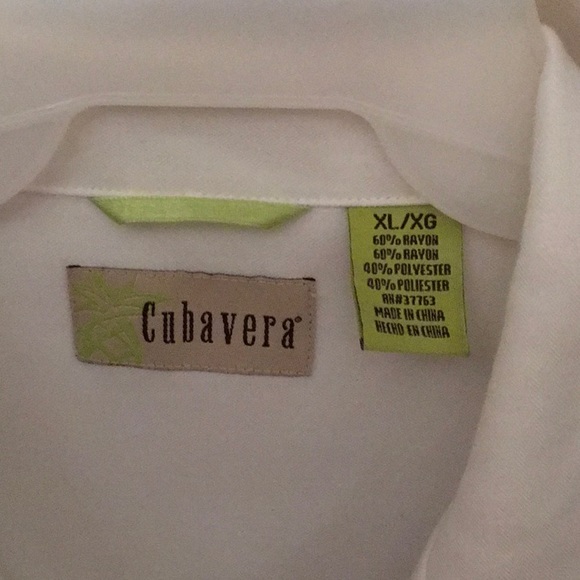 Cubavera®
XL/XG
60% RAYON
60% RAYON
40% POLYESTER
40% POLIESTER
RN#37763
MADE IN CHINA
HECHO EN CHINA